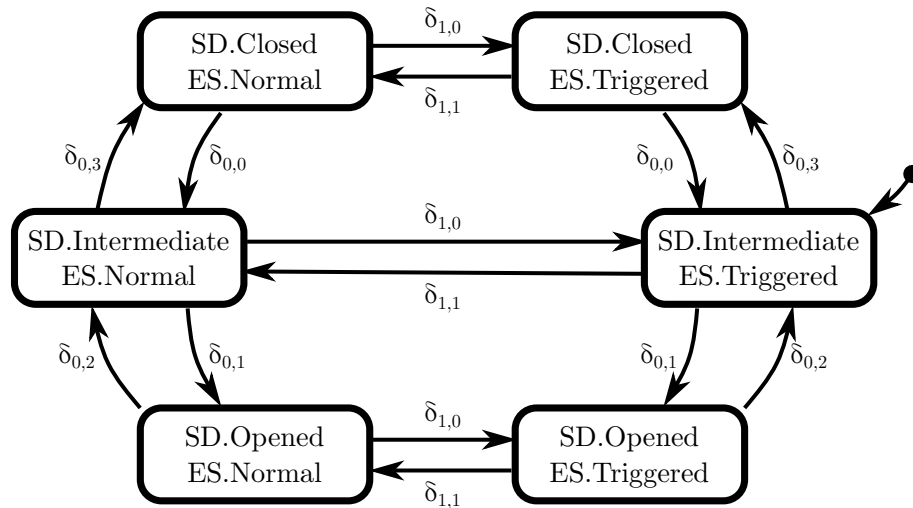 SD.Closed
ES.Normal
δ1,0
δ1,1
SD.Closed
ES.Triggered
δ0,3
δ0,0
δ0,0
δ0,3
SD.Intermediate
ES.Normal
δ1,0
δ1,1
SD.Intermediate
ES.Triggered
δ0,2
δ0,1
δ0,1
δ0,2
SD.Opened
ES.Normal
δ1,0
δ1,1
SD.Opened
ES.Triggered